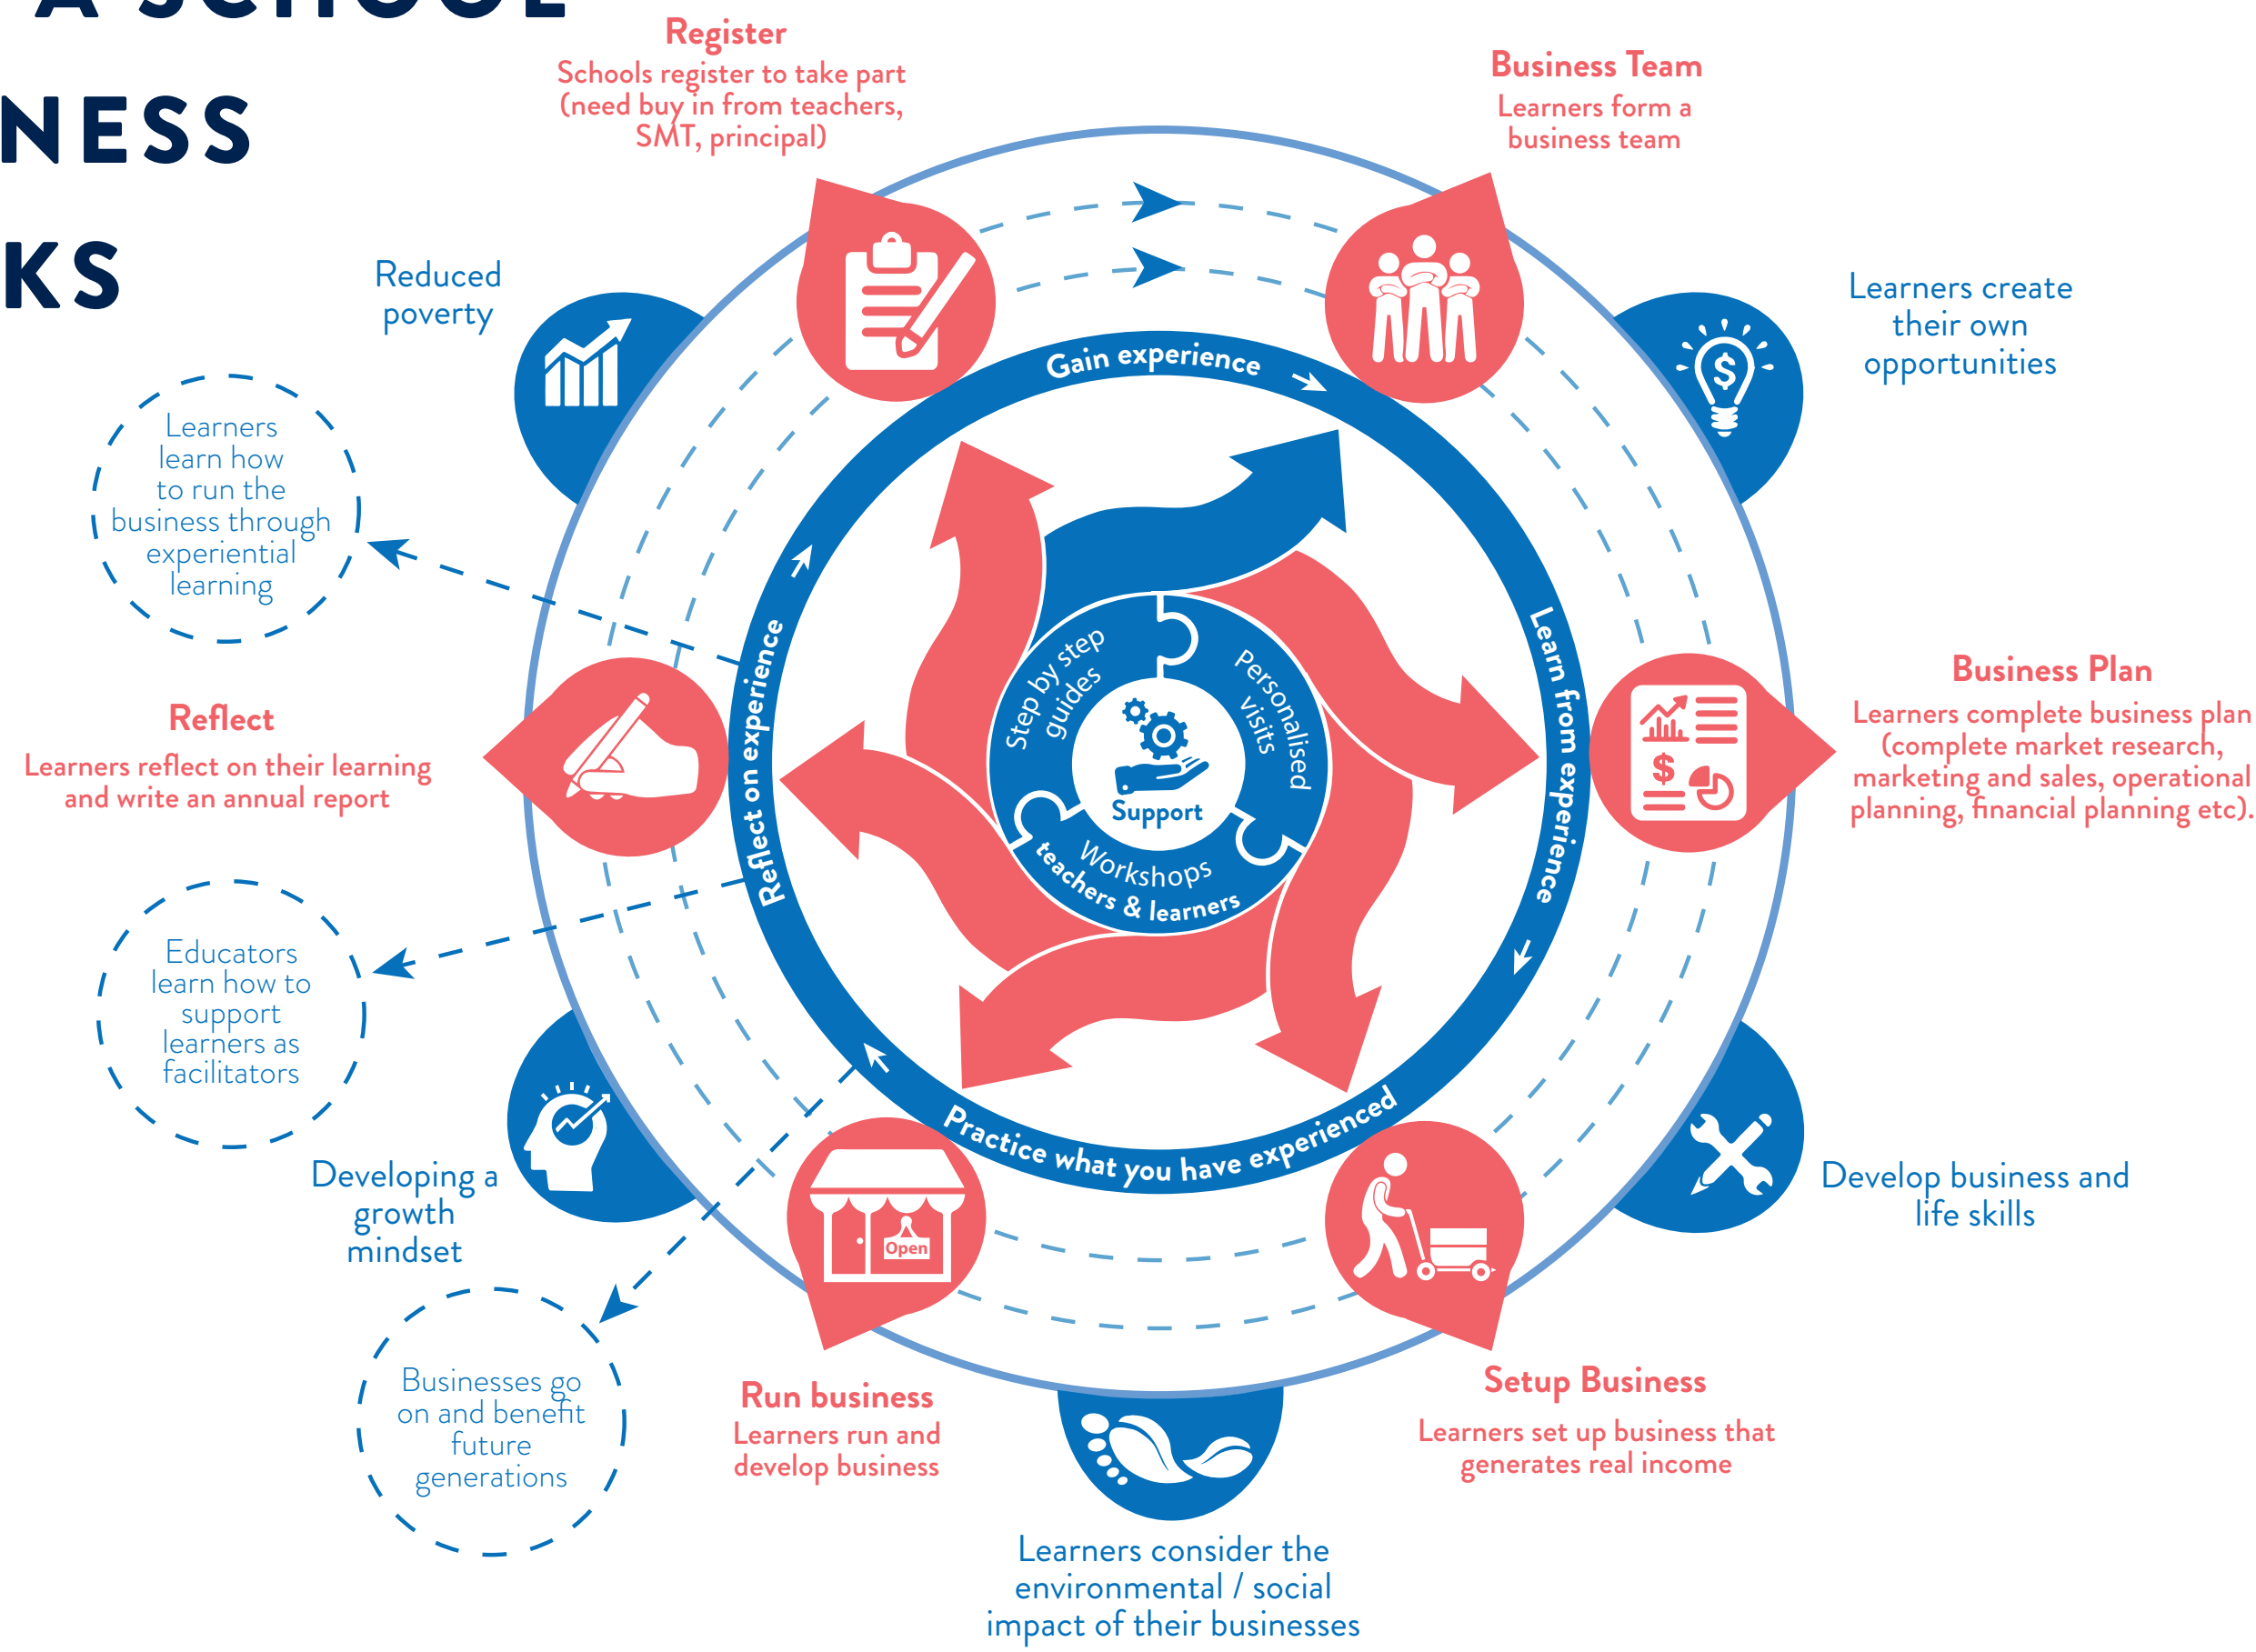 A SCHOOL
NESS
KS
Register
Schools register to take part
(need buy in from teachers,
SMT, principal)
Business Team
Learners form a
business team
Reduced
poverty
Learners create
their own
opportunities
Learners
learn how
to run the
business through
experiential
learning
Gain experience
Learn from experience
Practice what you have experienced
Reflect on experience
Step by step
guides
Personalised
visits
Workshops
teachers & learners
Support
Reflect
Learners reflect on their learning
and write an annual report
Business Plan
Learners complete business plan
(complete market research,
marketing and sales, operational
planning, financial planning etc).
Educators
learn how to
support
learners as
facilitators
Developing a
growth
mindset
Develop business and
life skills
Open
Businesses go
on and benefit
future
generations
Run business
Learners run and
develop business
Setup Business
Learners set up business that
generates real income
Learners consider the
environmental / social
impact of their businesses